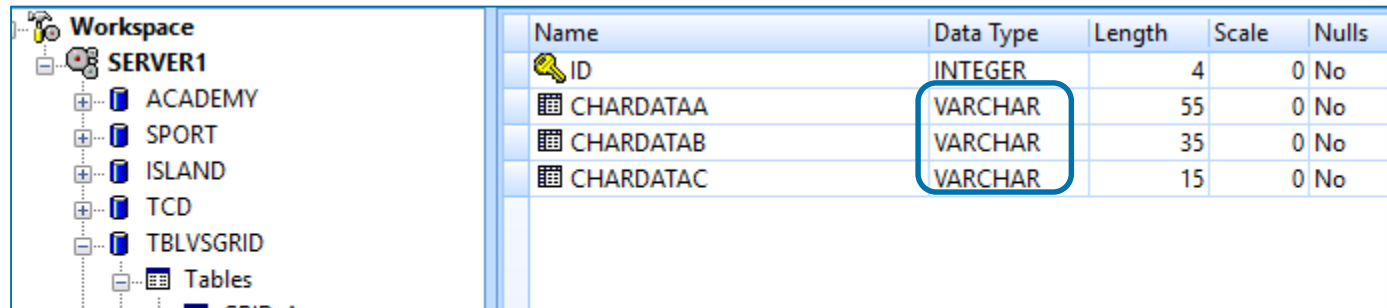 Workspace
SERVER1
ACADEMY
SPORT
ISLAND
TCD
TBLVSGRID
Tables
Name Data Type Length Scale Nulls
ID INTEGER 4 0 No
CHARDATAA VARCHAR 55 0 No
CHARDATAB VARCHAR 35 0 No
CHARDATAC VARCHAR 15 0 No